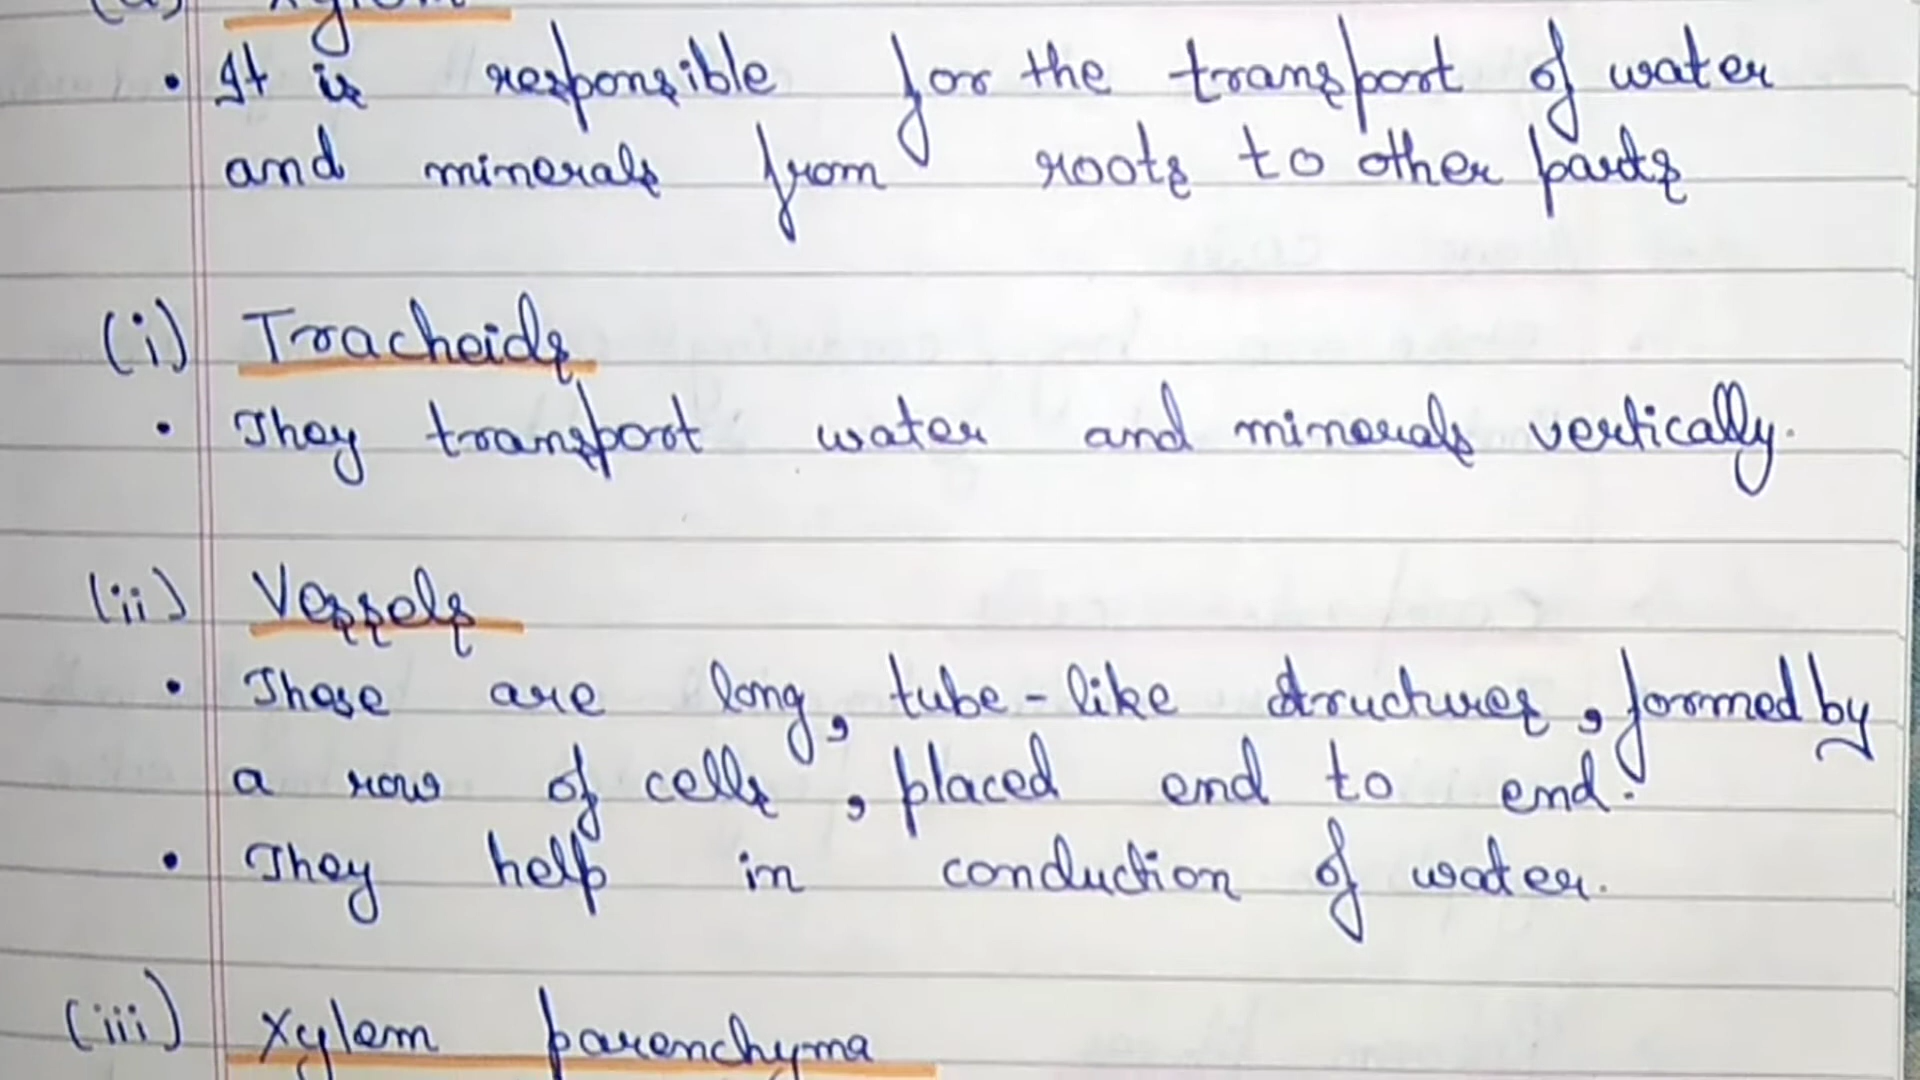 (a) Xylem
• It is responsible for the transport of water
and minerals from roots to other parts
(i) Tracheids
• They transport water and minerals vertically.
(ii) Vessels
• These are long, tube-like structures, formed by
a row of cells, placed end to end.
• They help in conduction of water.
(iii) Xylem parenchyma